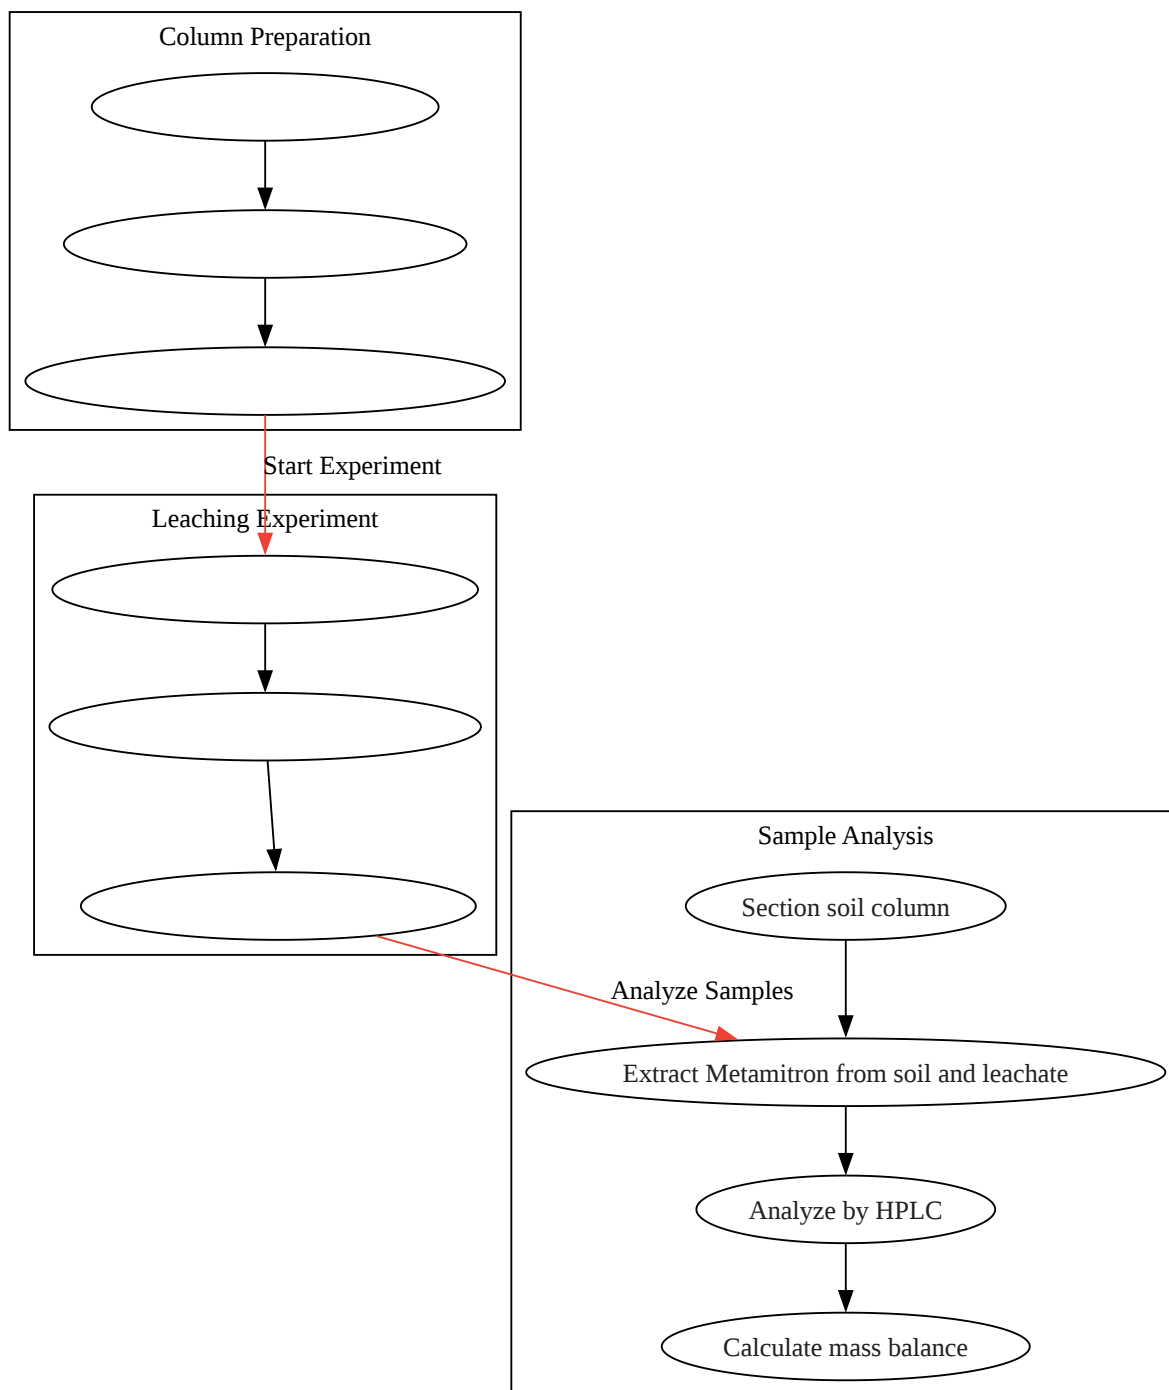 Column Preparation
Start Experiment
Leaching Experiment
Sample Analysis
Section soil column
Analyze Samples
Extract Metamitron from soil and leachate
Analyze by HPLC
Calculate mass balance